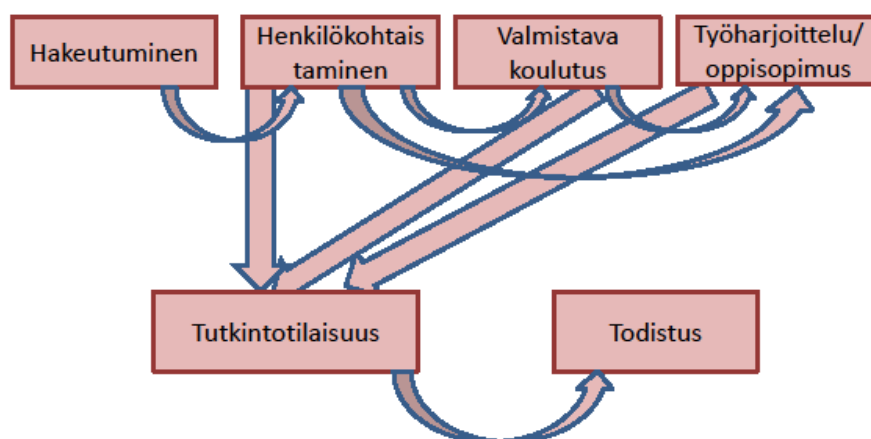 Hakeutuminen
Henkilökohtais
taminen
Valmistava
koulutus
Työharjoittelu/
oppisopimus
Tutkintotilaisuus
Todistus